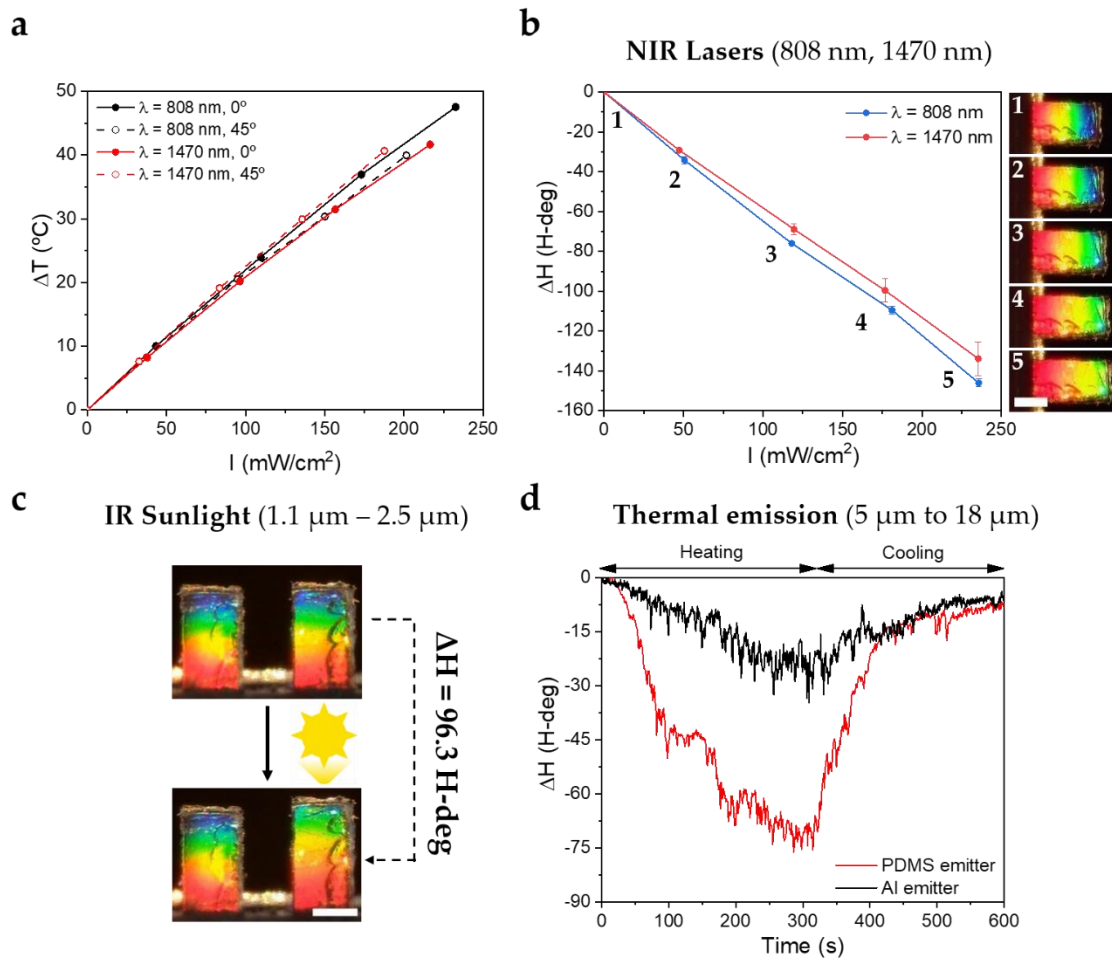 a
50
40
30
20
10
0
ΔT (ºC)
λ = 808 nm, 0º
λ = 808 nm, 45º
λ = 1470 nm, 0º
λ = 1470 nm, 45º
0 50 100 150 200 250
I (mW/cm²)
b
NIR Lasers (808 nm, 1470 nm)
0
-20
-40
-60
-80
-100
-120
-140
-160
ΔH (H-deg)
λ = 808 nm
λ = 1470 nm
1
2
3
4
5
0 50 100 150 200 250
I (mW/cm²)
1
2
3
4
5
c
IR Sunlight (1.1 µm – 2.5 µm)
ΔH = 96.3 H-deg
d
Thermal emission (5 µm to 18 µm)
Heating Cooling
0
-15
-30
-45
-60
-75
-90
ΔH (H-deg)
PDMS emitter
Al emitter
0 100 200 300 400 500 600
Time (s)